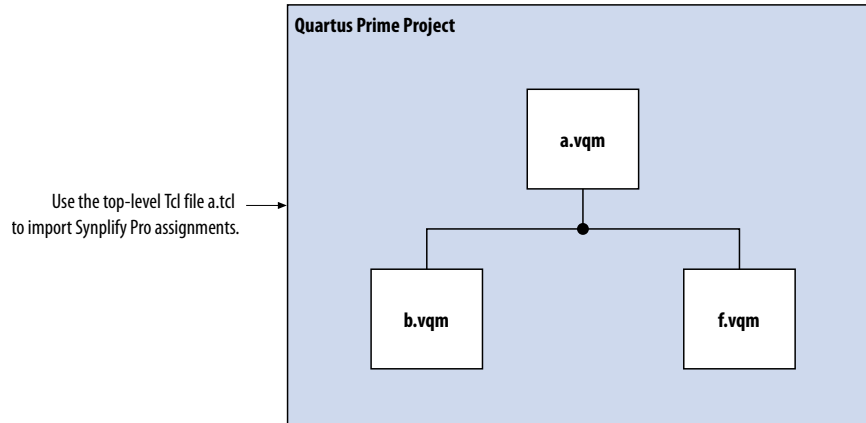 Quartus Prime Project
a.vqm
Use the top-level Tcl file a.tcl
to import Synplify Pro assignments.
b.vqm
f.vqm